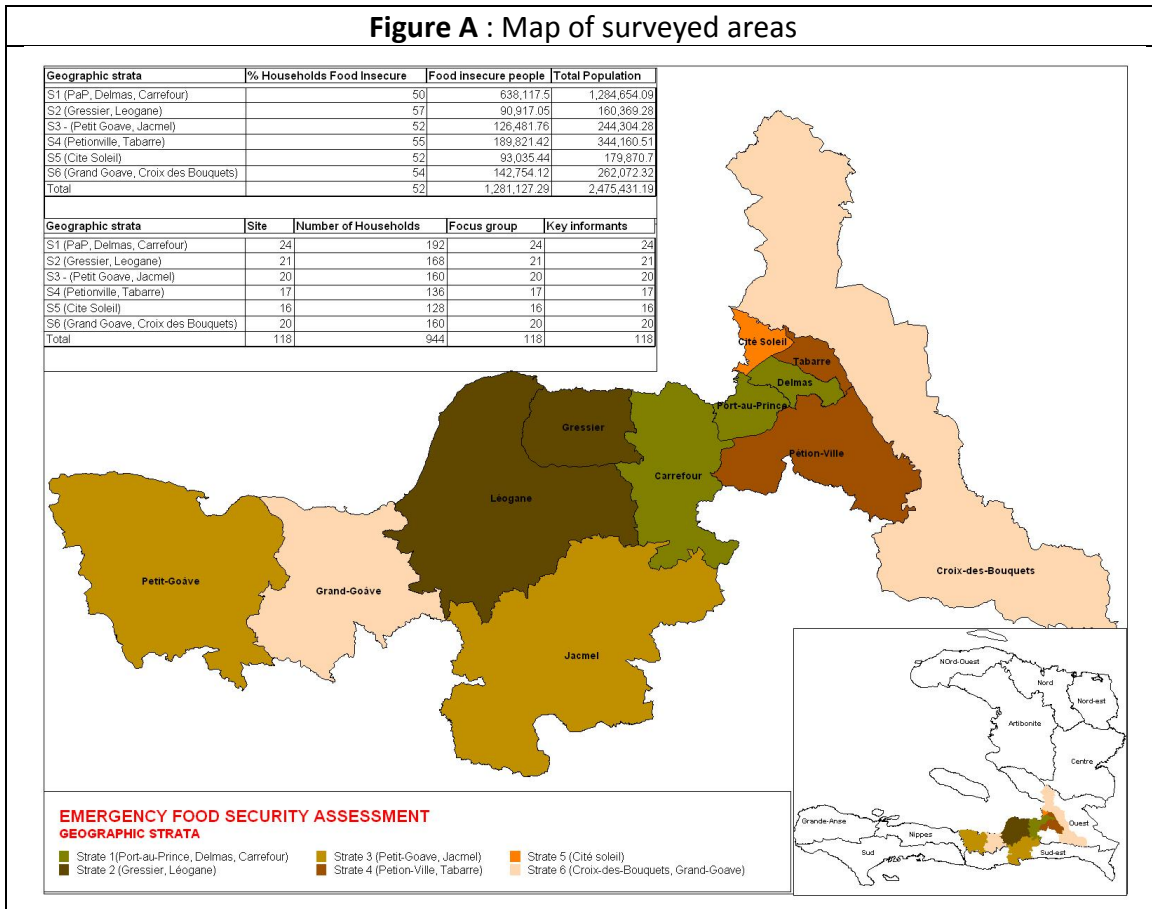 Figure A : Map of surveyed areas
Geographic strata % Households Food Insecure Food insecure people Total Population
S1 (PaP, Delmas, Carrefour) 50 638,117.5 1,284,654.09
S2 (Gressier, Leogane) 57 90,917.05 160,369.28
S3 - (Petit Goave, Jacmel) 52 126,481.76 244,304.28
S4 (Petionville, Tabarre) 55 189,821.42 344,160.51
S5 (Cite Soleil) 52 93,035.44 179,870.7
S6 (Grand Goave, Croix des Bouquets) 54 142,754.12 262,072.32
Total 52 1,281,127.29 2,475,431.19
Geographic strata Site Number of Households Focus group Key informants
S1 (PaP, Delmas, Carrefour) 24 192 24 24
S2 (Gressier, Leogane) 21 168 21 21
S3 - (Petit Goave, Jacmel) 20 160 20 20
S4 (Petionville, Tabarre) 17 136 17 17
S5 (Cite Soleil) 16 128 16 16
S6 (Grand Goave, Croix des Bouquets) 20 160 20 20
Total 118 944 118 118
Cité Soleil
Tabarre
Delmas
Port-au-Prince
Gressier
Pétion-Ville
Carrefour
Léogane
Croix-des-Bouquets
Petit-Goâve
Grand-Goâve
Jacmel
NOrd-Ouest
Nord
Nord-est
Artibonite
Centre
Grande-Anse
Ouest
Nippes
Sud
Sud-est
EMERGENCY FOOD SECURITY ASSESSMENT
GEOGRAPHIC STRATA
Strate 1(Port-au-Prince, Delmas, Carrefour) Strate 3 (Petit-Goave, Jacmel) Strate 5 (Cité soleil)
Strate 2 (Gressier, Léogane) Strate 4 (Petion-Ville, Tabarre) Strate 6 (Croix-des-Bouquets, Grand-Goave)